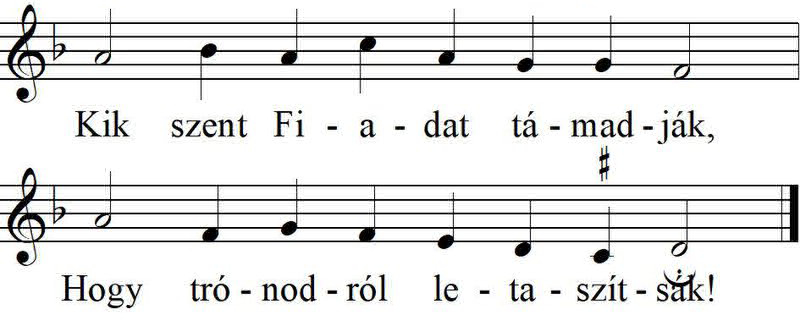 Kik szent Fi - a - dat tá - mad - ják,
Hogy tró - nod - ról le - ta - szít - sák!